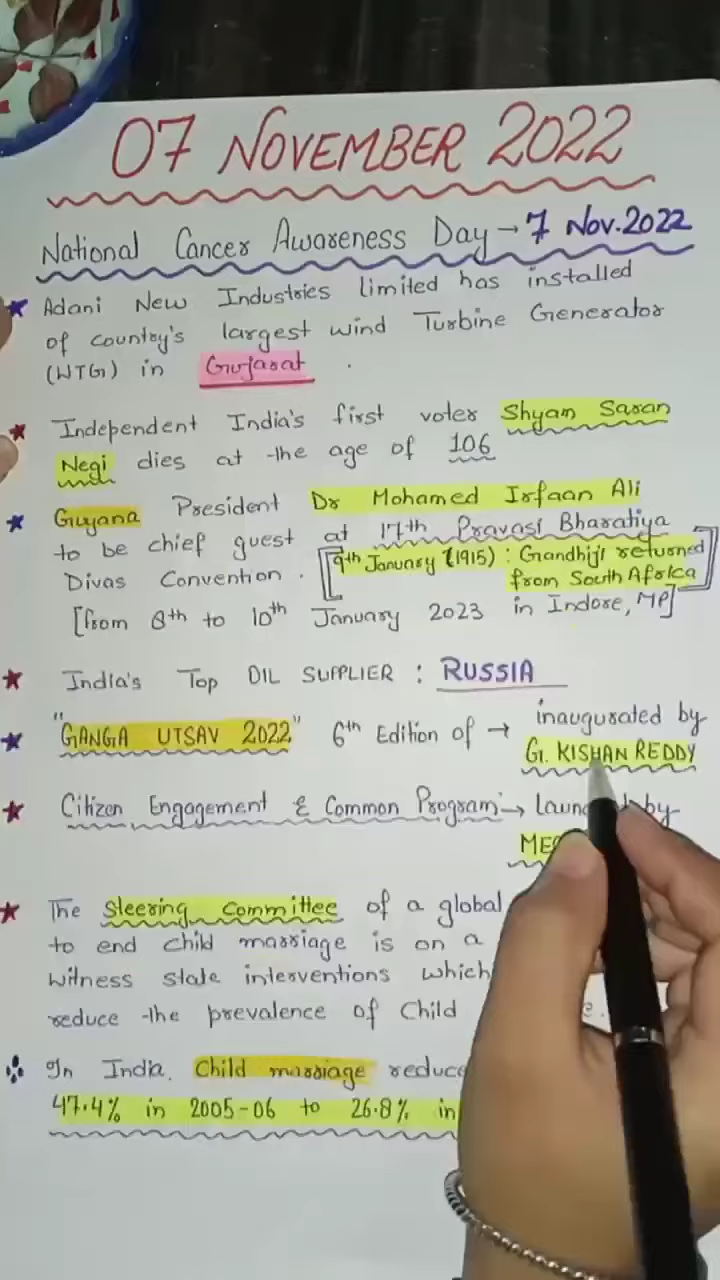 07 NOVEMBER 2022
National Cancer Awareness Day → 7 Nov. 2022
Adani New Industries limited has installed
of country's largest wind Turbine Generator
(WTG) in Gujarat.
Independent India's first voter Shyam Saran
Negi dies at the age of 106
Guyana President Dr Mohamed Irfaan Ali
to be chief guest at 17th Pravasi Bharatiya
Divas Convention. [9th January (1915) : Gandhiji returned
from South Africa]
[from 8th to 10th January 2023 in Indore, MP]
India's Top OIL SUPPLIER : RUSSIA
"GANGA UTSAV 2022" 6th Edition of → inaugurated by
G. KISHAN REDDY
Citizen Engagement & Common Program → by
The Steering Committee of a global
to end child marriage is on a
witness state interventions which
reduce the prevalence of Child
In India, Child marriage
47.4% in 2005-06 to 26.8% in